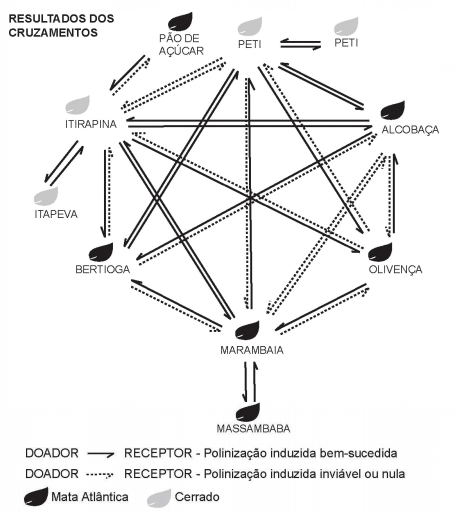 RESULTADOS DOS
CRUZAMENTOS
PÃO DE
AÇÚCAR
PETI
PETI
ITIRAPINA
ALCOBAÇA
ITAPEVA
BERTIOGA
OLIVENÇA
MARAMBAIA
MASSAMBABA
DOADOR RECEPTOR - Polinização induzida bem-sucedida
DOADOR RECEPTOR - Polinização induzida inviável ou nula
Mata Atlântica Cerrado